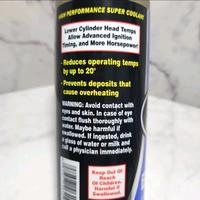 HIGH PERFORMANCE SUPER COOLANT
Lower Cylinder Head Temps
Allow Advanced Ignition
Timing, and More Horsepower!
• Reduces operating temps
by up to 20°
• Prevents deposits that
cause overheating
WARNING: Avoid contact with
eyes and skin. In case of eye
contact flush thoroughly with
water. Maybe harmful if
swallowed. If ingested, drink
a glass of water or milk and
call a physician immediately.
Keep Out Of
Reach Of
Children.
Harmful if
Swallowed.